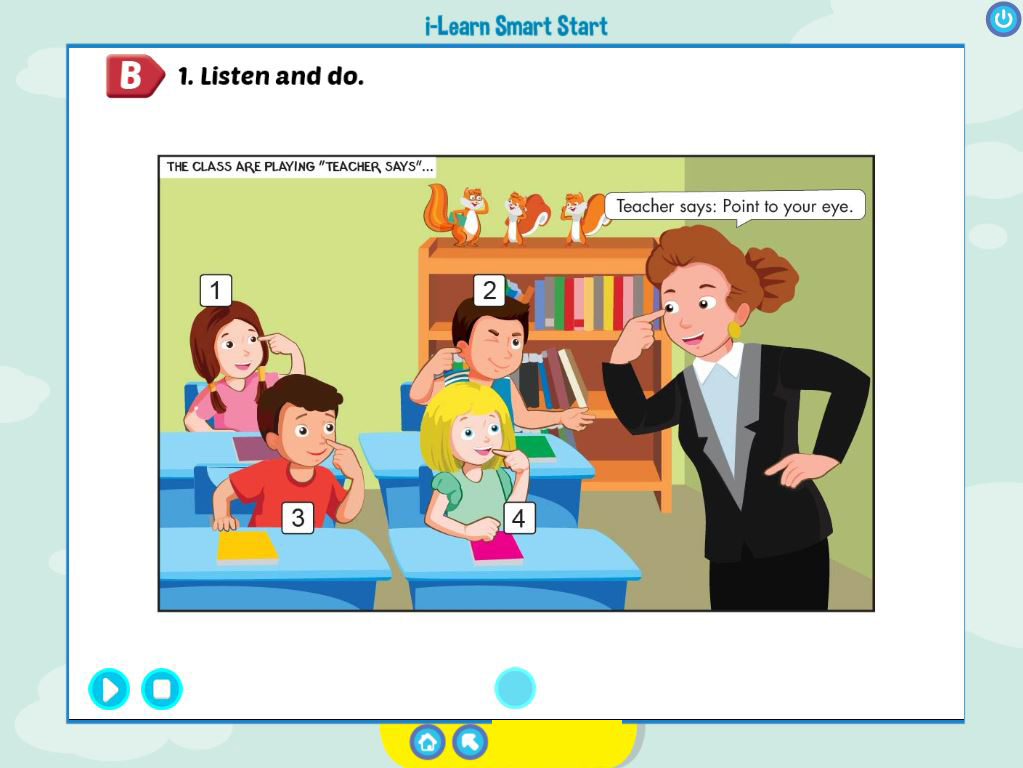 i-Learn Smart Start
B 1. Listen and do.
THE CLASS ARE PLAYING "TEACHER SAYS"...
Teacher says: Point to your eye.
1
2
3
4